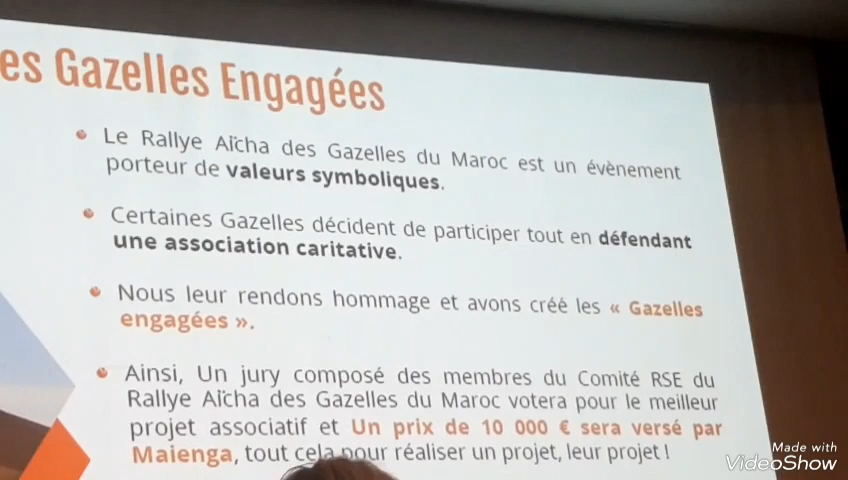 es Gazelles Engagées
Le Rallye Aïcha des Gazelles du Maroc est un évènement
porteur de valeurs symboliques.
Certaines Gazelles décident de participer tout en défendant
une association caritative.
Nous leur rendons hommage et avons créé les « Gazelles
engagées ».
Ainsi, Un jury composé des membres du Comité RSE du
Rallye Aïcha des Gazelles du Maroc votera pour le meilleur
projet associatif et Un prix de 10 000 € sera versé par
Maienga, tout cela pour réaliser un projet, leur projet !
Made with
VideoShow